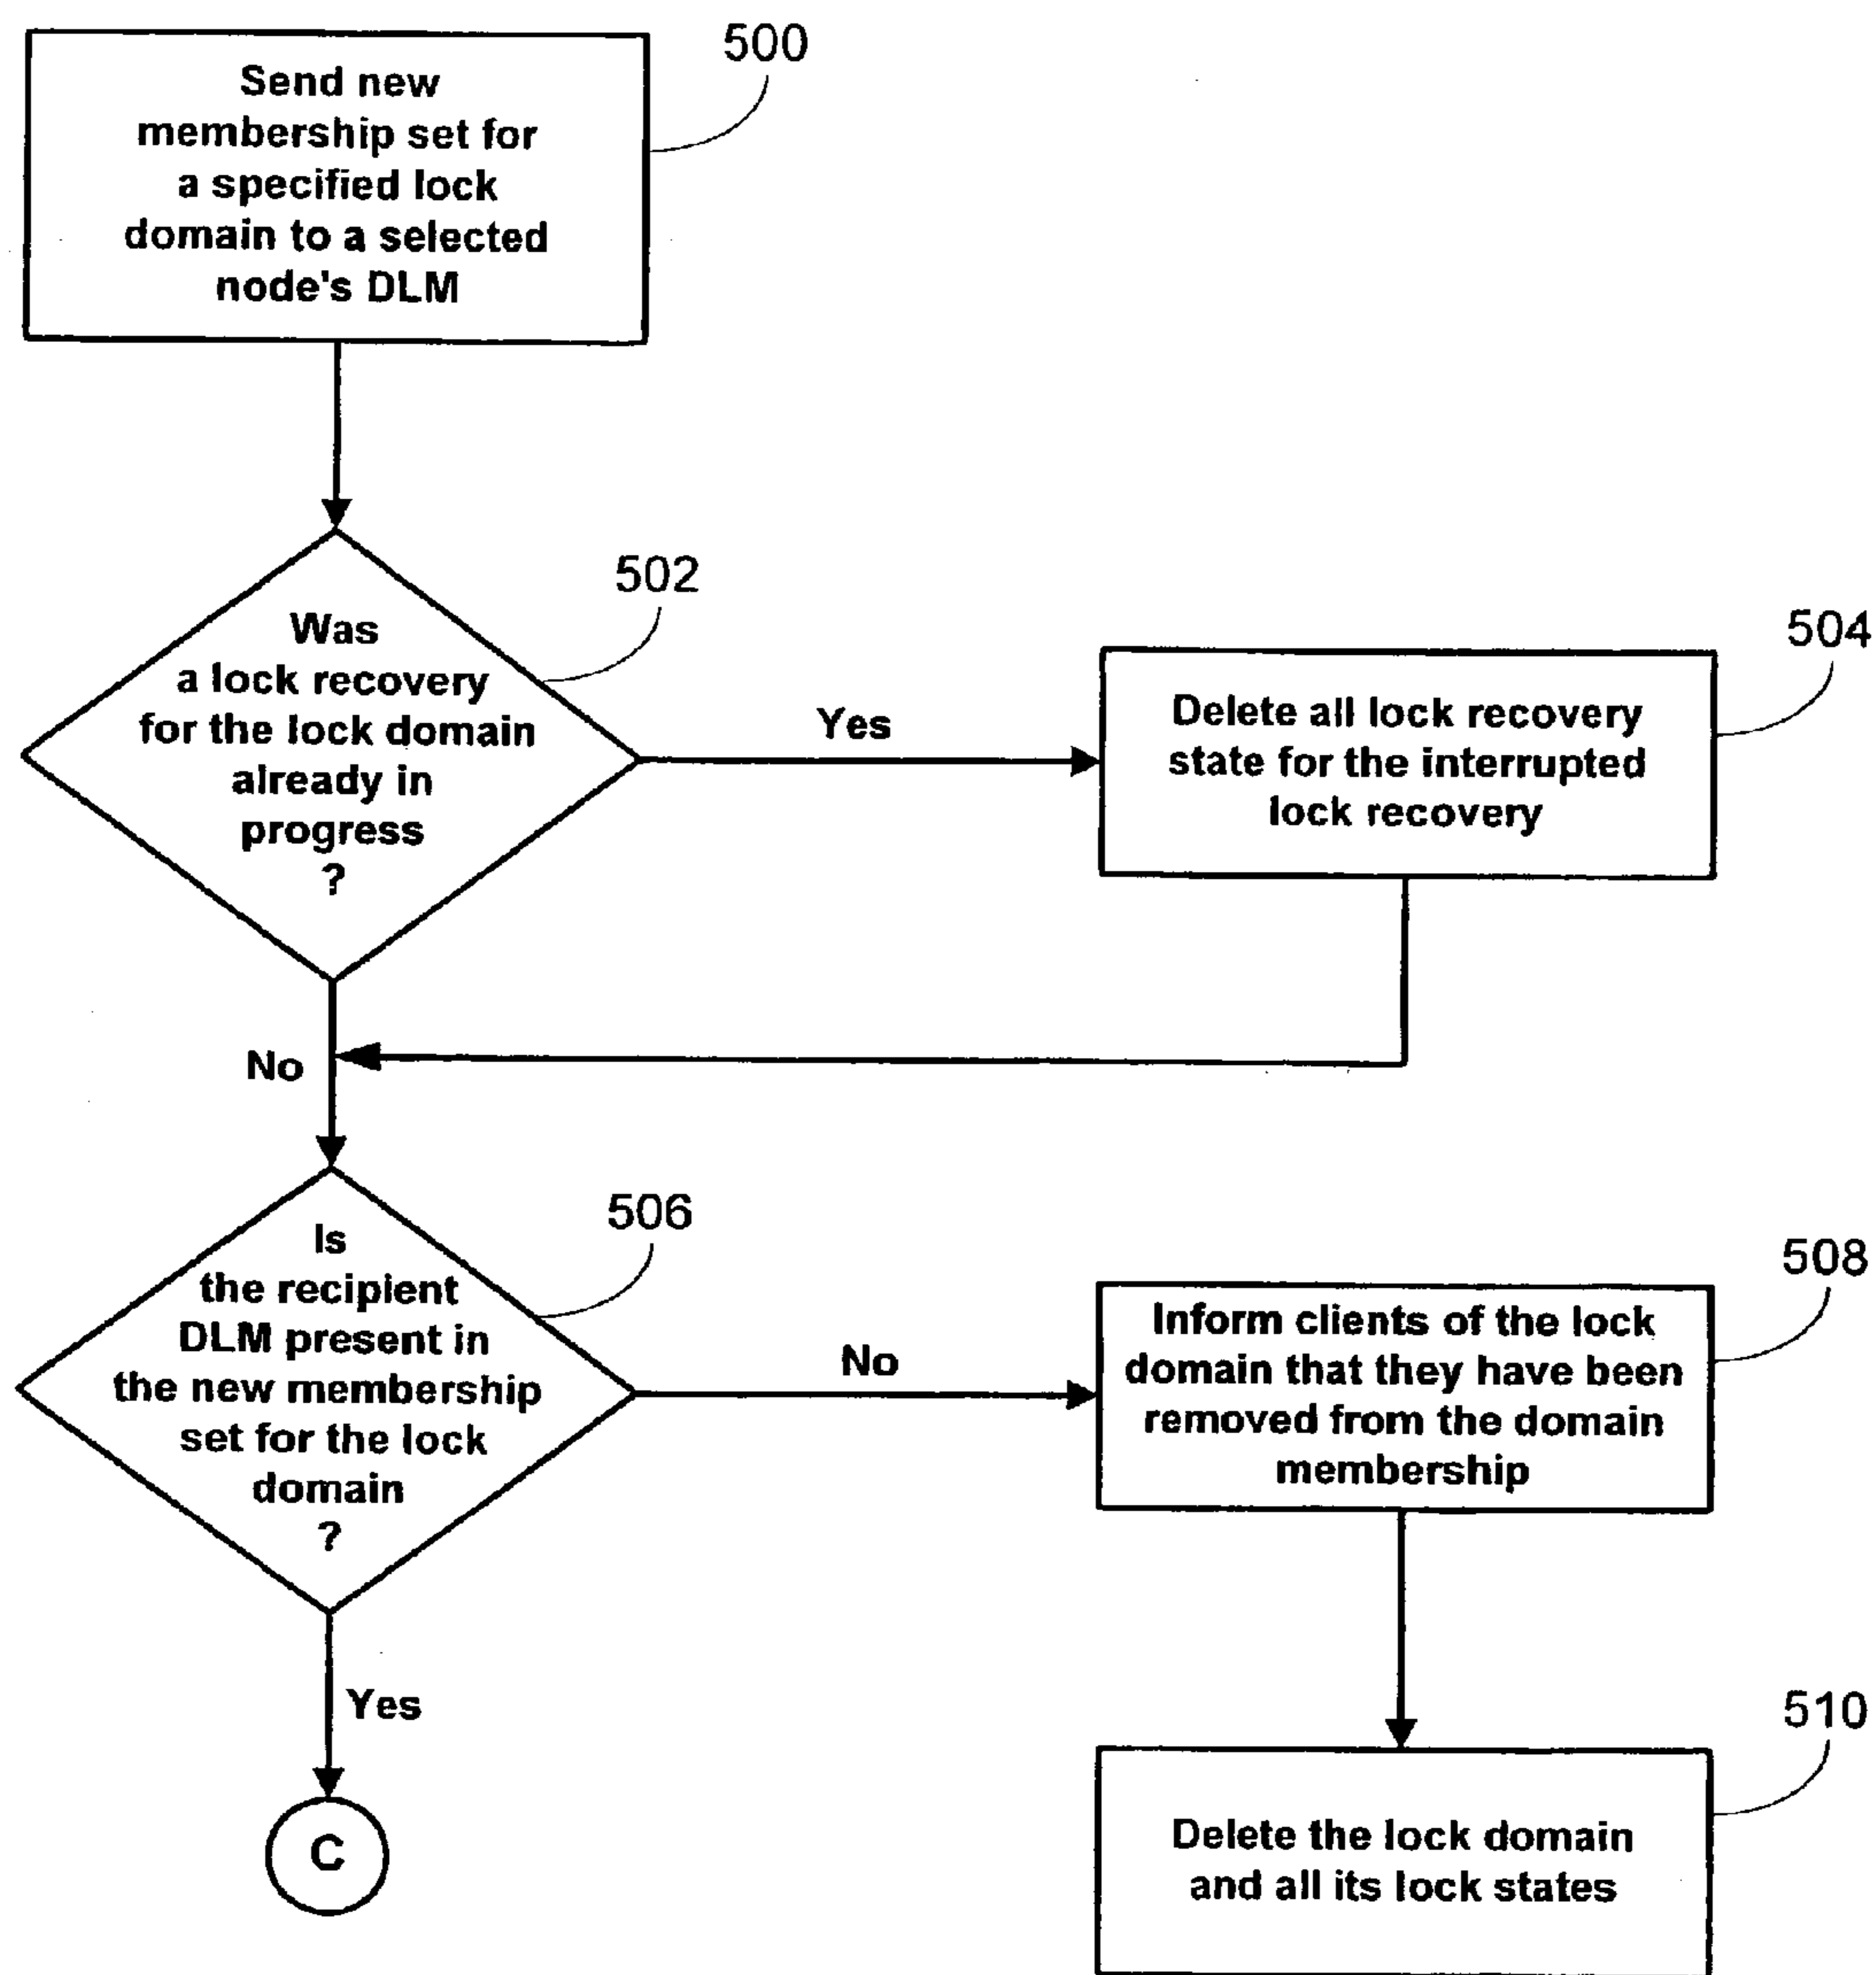 500
Send new
membership set for
a specified lock
domain to a selected
node's DLM
502
Was
a lock recovery
for the lock domain
already in
progress
?
Yes
504
Delete all lock recovery
state for the interrupted
lock recovery
No
506
Is
the recipient
DLM present in
the new membership
set for the lock
domain
?
No
508
Inform clients of the lock
domain that they have been
removed from the domain
membership
Yes
C
510
Delete the lock domain
and all its lock states